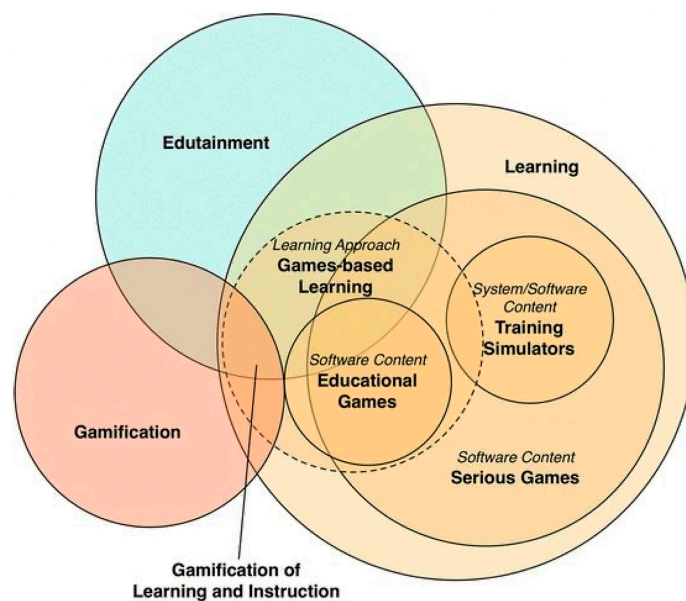 Edutainment
Learning
Learning Approach
Games-based
Learning
System/Software
Content
Training
Simulators
Software Content
Educational
Games
Gamification
Software Content
Serious Games
Gamification of
Learning and Instruction